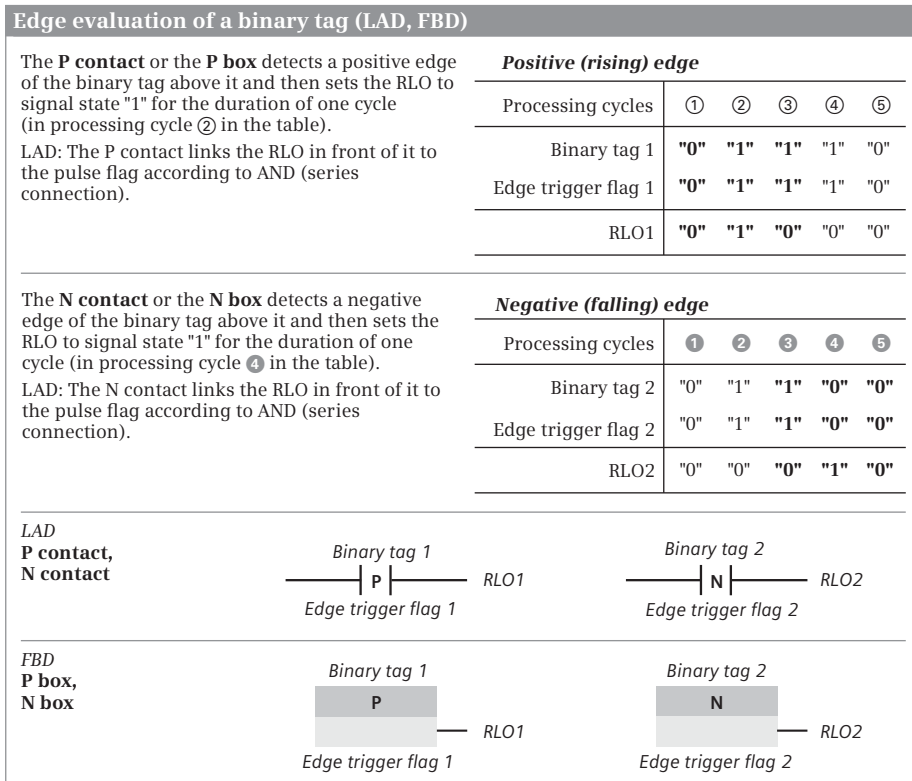 Edge evaluation of a binary tag (LAD, FBD)
The P contact or the P box detects a positive edge
of the binary tag above it and then sets the RLO to
signal state "1" for the duration of one cycle
(in processing cycle ② in the table).
LAD: The P contact links the RLO in front of it to
the pulse flag according to AND (series
connection).
Positive (rising) edge
Processing cycles ① ② ③ ④ ⑤
Binary tag 1 "0" "1" "1" "1" "0"
Edge trigger flag 1 "0" "1" "1" "1" "0"
RLO1 "0" "1" "0" "0" "0"
The N contact or the N box detects a negative
edge of the binary tag above it and then sets the
RLO to signal state "1" for the duration of one
cycle (in processing cycle ❹ in the table).
LAD: The N contact links the RLO in front of it to
the pulse flag according to AND (series
connection).
Negative (falling) edge
Processing cycles ❶ ❷ ❸ ❹ ❺
Binary tag 2 "0" "1" "1" "0" "0"
Edge trigger flag 2 "0" "1" "1" "0" "0"
RLO2 "0" "0" "0" "1" "0"
LAD
P contact,
N contact
Binary tag 1
P RLO1
Edge trigger flag 1
Binary tag 2
N RLO2
Edge trigger flag 2
FBD
P box,
N box
Binary tag 1
P
RLO1
Edge trigger flag 1
Binary tag 2
N
RLO2
Edge trigger flag 2